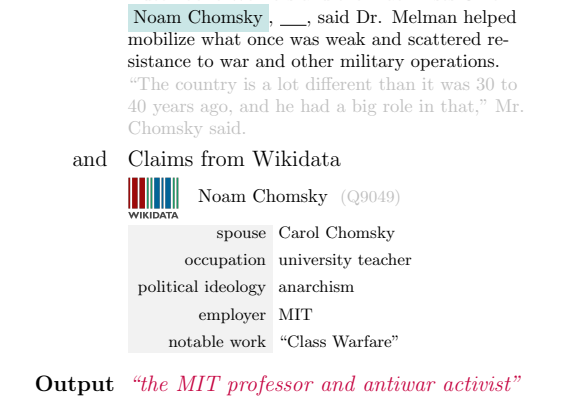 Noam Chomsky , __, said Dr. Melman helped
mobilize what once was weak and scattered re-
sistance to war and other military operations.
“The country is a lot different than it was 30 to
40 years ago, and he had a big role in that,” Mr.
Chomsky said.
and Claims from Wikidata
WIKIDATA Noam Chomsky (Q9049)
spouse Carol Chomsky
occupation university teacher
political ideology anarchism
employer MIT
notable work “Class Warfare”
Output “the MIT professor and antiwar activist”